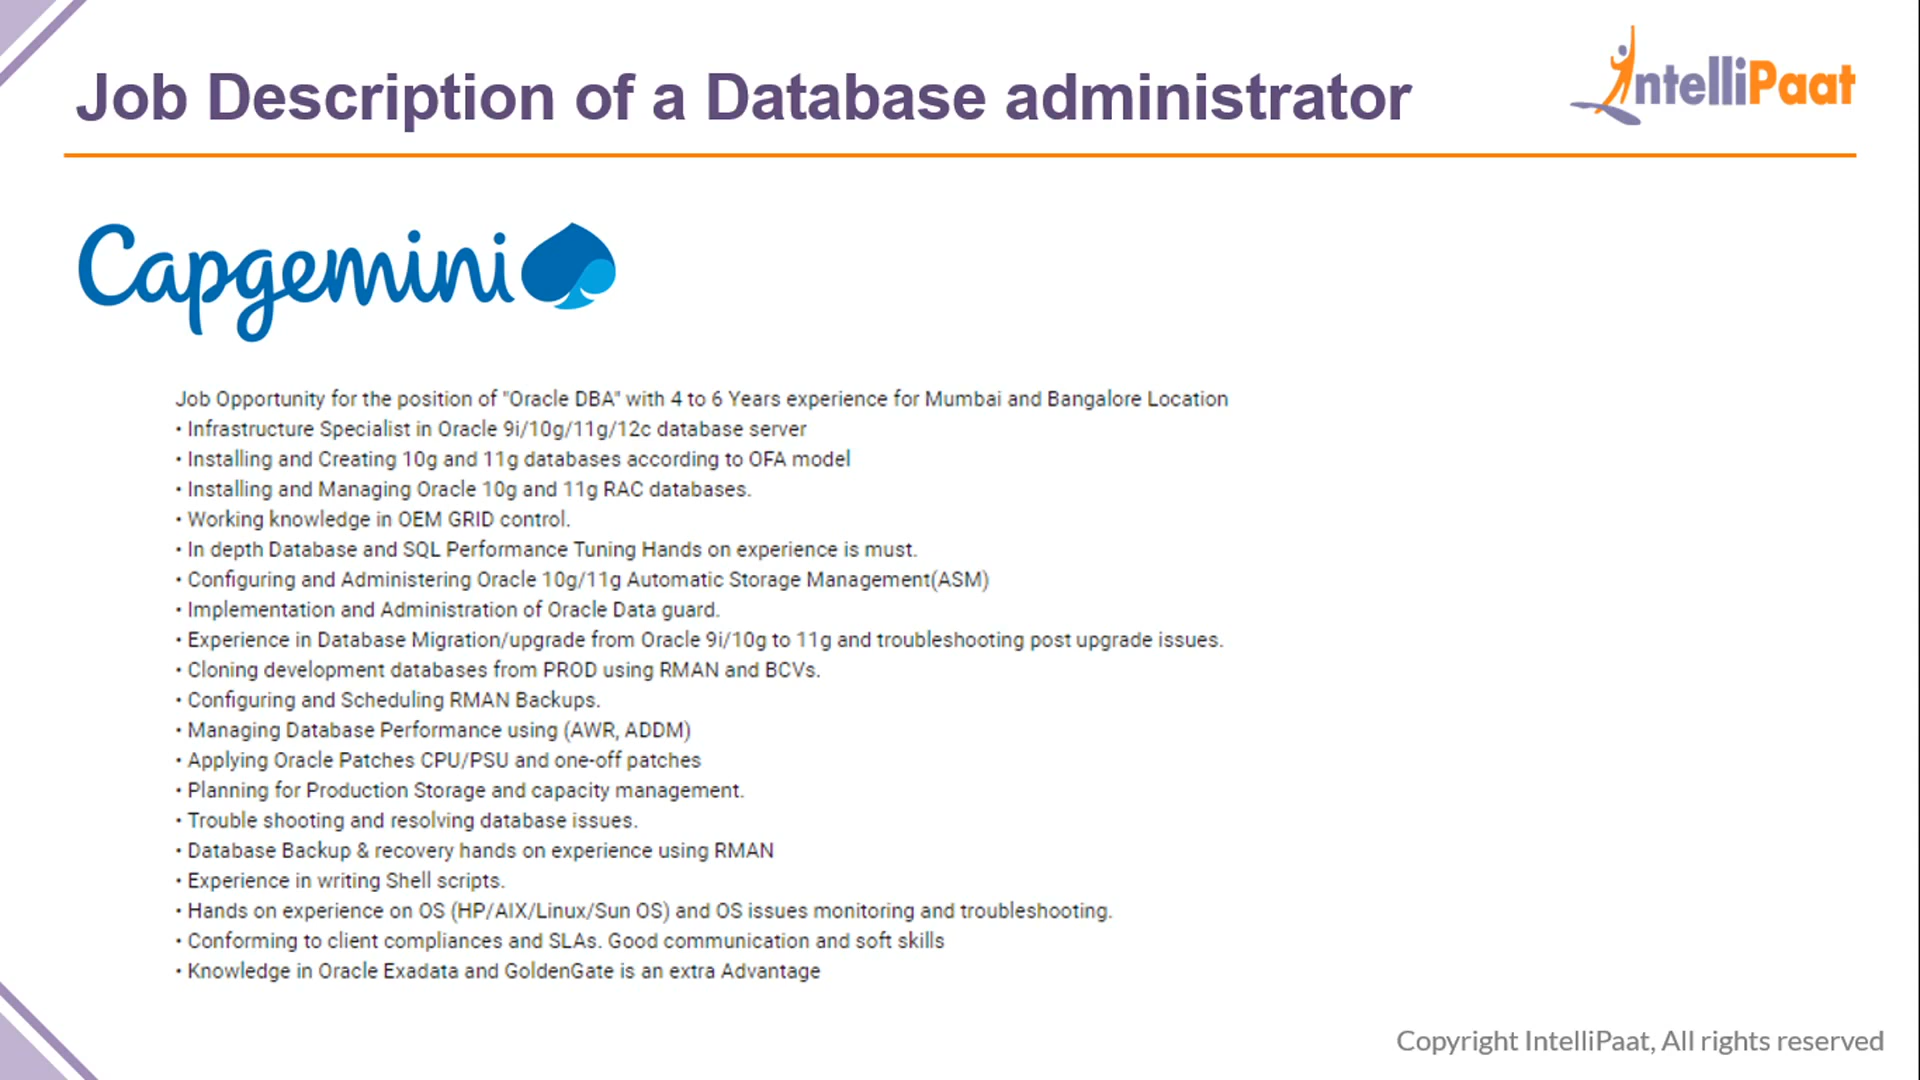 Job Description of a Database administrator
IntelliPaat
Capgemini
Job Opportunity for the position of "Oracle DBA" with 4 to 6 Years experience for Mumbai and Bangalore Location
• Infrastructure Specialist in Oracle 9i/10g/11g/12c database server
• Installing and Creating 10g and 11g databases according to OFA model
• Installing and Managing Oracle 10g and 11g RAC databases.
• Working knowledge in OEM GRID control.
• In depth Database and SQL Performance Tuning Hands on experience is must.
• Configuring and Administering Oracle 10g/11g Automatic Storage Management(ASM)
• Implementation and Administration of Oracle Data guard.
• Experience in Database Migration/upgrade from Oracle 9i/10g to 11g and troubleshooting post upgrade issues.
• Cloning development databases from PROD using RMAN and BCVs.
• Configuring and Scheduling RMAN Backups.
• Managing Database Performance using (AWR, ADDM)
• Applying Oracle Patches CPU/PSU and one-off patches
• Planning for Production Storage and capacity management.
• Trouble shooting and resolving database issues.
• Database Backup & recovery hands on experience using RMAN
• Experience in writing Shell scripts.
• Hands on experience on OS (HP/AIX/Linux/Sun OS) and OS issues monitoring and troubleshooting.
• Conforming to client compliances and SLAs. Good communication and soft skills
• Knowledge in Oracle Exadata and GoldenGate is an extra Advantage
Copyright IntelliPaat, All rights reserved